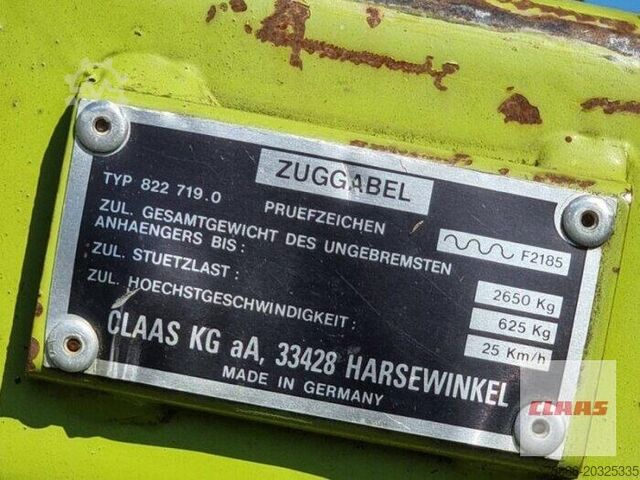 ZUGGABEL
TYP 822 719.0 PRUEFZEICHEN F2185
ZUL. GESAMTGEWICHT DES UNGEBREMSTEN
ANHAENGERS BIS: 2650 Kg
ZUL. STUETZLAST: 625 Kg
ZUL. HOECHSTGESCHWINDIGKEIT: 25 Km/h
CLAAS KG aA, 33428 HARSEWINKEL
MADE IN GERMANY
CLAAS
-20325335